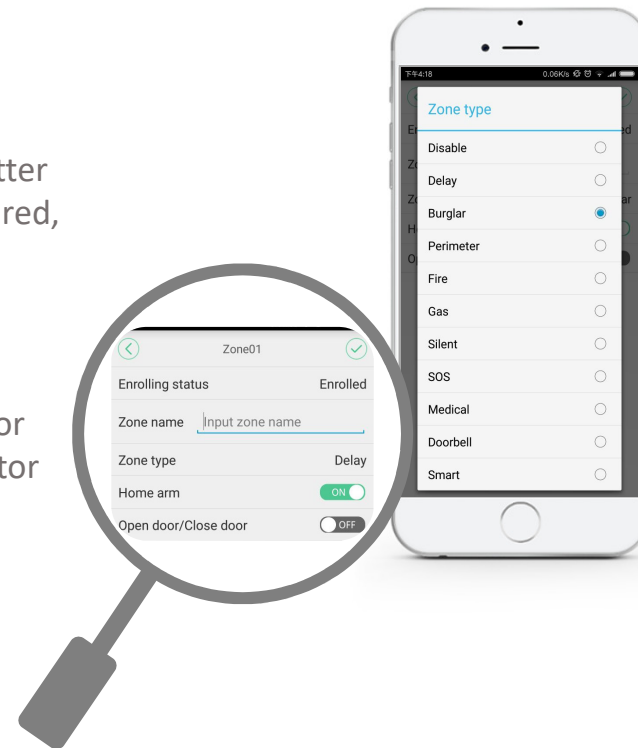 tter
red,
or
tor
Zone01
Enrolling status Enrolled
Zone name Input zone name
Zone type Delay
Home arm ON
Open door/Close door OFF
下午4:18 0.06K/s
Zone type
Disable
Delay
Burglar
Perimeter
Fire
Gas
Silent
SOS
Medical
Doorbell
Smart